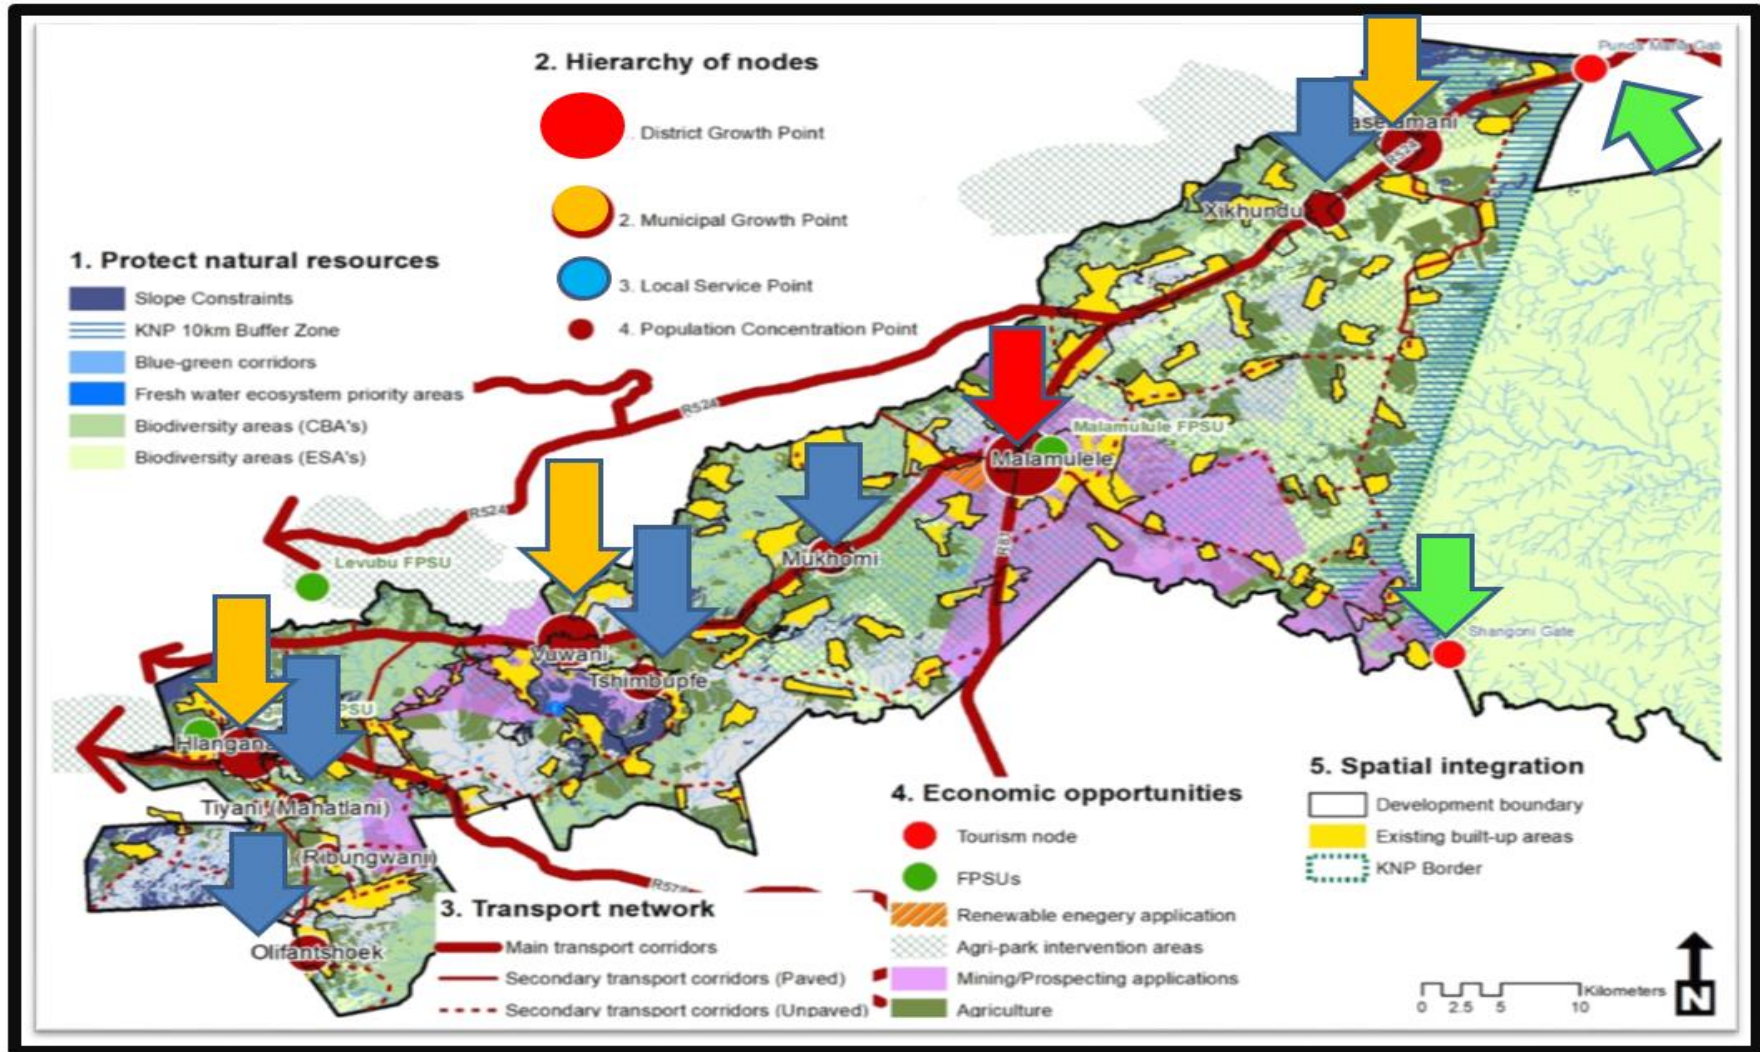 2. Hierarchy of nodes
District Growth Point
2. Municipal Growth Point
3. Local Service Point
4. Population Concentration Point
1. Protect natural resources
Slope Constraints
KNP 10km Buffer Zone
Blue-green corridors
Fresh water ecosystem priority areas
Biodiversity areas (CBA's)
Biodiversity areas (ESA's)
Punda Maria Gate
R524
Xikhundu
R524
Malamulule FPSU
Malamulele
R524
R81
Levubu FPSU
Mukhomi
Shangoni Gate
Vuwani
Tshimbupfe
Tiyani (Mahatlani)
(Ribungwani)
Olifantshoek
3. Transport network
Main transport corridors
Secondary transport corridors (Paved)
Secondary transport corridors (Unpaved)
4. Economic opportunities
Tourism node
FPSUs
Renewable enegery application
Agri-park intervention areas
Mining/Prospecting applications
Agriculture
5. Spatial integration
Development boundary
Existing built-up areas
KNP Border
Kilometers
0 2.5 5 10
N